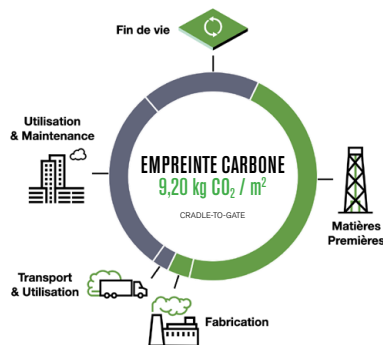 Fin de vie
Utilisation
& Maintenance
EMPREINTE CARBONE
9,20 kg CO₂ / m²
CRADLE-TO-GATE
Matières
Premières
Transport
& Utilisation
Fabrication